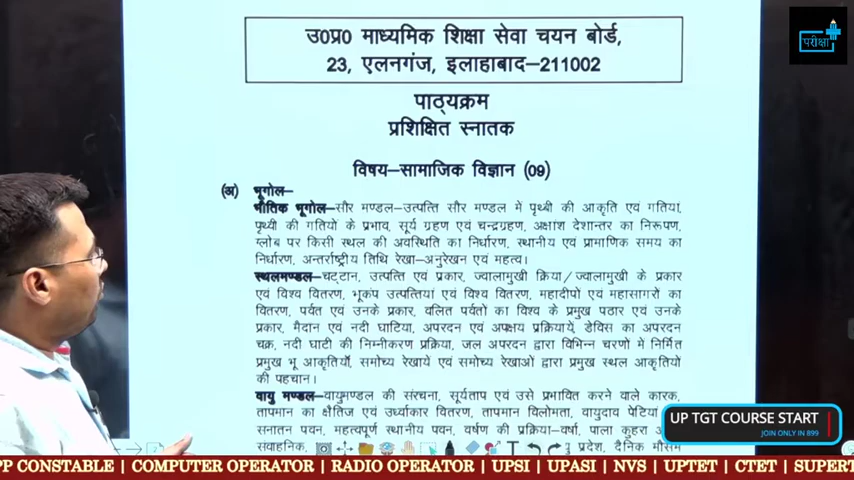 उ0प्र0 माध्यमिक शिक्षा सेवा चयन बोर्ड,
23, एलनगंज, इलाहाबाद–211002
पाठ्यक्रम
प्रशिक्षित स्नातक
विषय–सामाजिक विज्ञान (09)
(अ) भूगोल–
भौतिक भूगोल–सौर मण्डल–उत्पत्ति सौर मण्डल में पृथ्वी की आकृति एवं गतिया,
पृथ्वी की गतियों के प्रभाव, सूर्य ग्रहण एवं चन्द्रग्रहण, अक्षांश देशान्तर का निरूपण,
ग्लोब पर किसी स्थल की अवस्थिति का निर्धारण, स्थानीय एवं प्रामाणिक समय का
निर्धारण, अन्तर्राष्ट्रीय तिथि रेखा–अनुरेखन एवं महत्व।
स्थलमण्डल–चट्टान, उत्पत्ति एवं प्रकार, ज्वालामुखी क्रिया/ज्वालामुखी के प्रकार
एवं विश्व वितरण, भूकंप उत्पत्तियां एवं विश्व वितरण, महादीपों एवं महासागरों का
वितरण, पर्वत एवं उनके प्रकार, वलित पर्वतों का विश्व के प्रमुख पठार एवं उनके
प्रकार, मैदान एवं नदी घाटिया, अपरदन एवं अपक्षय प्रक्रियायें, डेविस का अपरदन
चक्र, नदी घाटी की निम्नीकरण प्रक्रिया, जल अपरदन द्वारा विभिन्न चरणो में निर्मित
प्रमुख भू आकृतियाँ, समोच्य रेखायें एवं समोच्य रेखाओं द्वारा प्रमुख स्थल आकृतियों
की पहचान।
वायु मण्डल–वायुमण्डल की संरचना, सूर्यताप एवं उसे प्रभावित करने वाले कारक,
तापमान का क्षैतिज एवं उर्ध्वाकार वितरण, तापमान विलोमता, वायुदाव पेटियां
सनातन पवन, महत्वपूर्ण स्थानीय पवन, वर्षण की प्रक्रिया–वर्षा, पाला कुहरा
संवाहनिक, प्रदेश, दैनिक मौसम
परीक्षा
UP TGT COURSE START
JOIN ONLY IN 899
PP CONSTABLE | COMPUTER OPERATOR | RADIO OPERATOR | UPSI | UPASI | NVS | UPTET | CTET | SUPERT